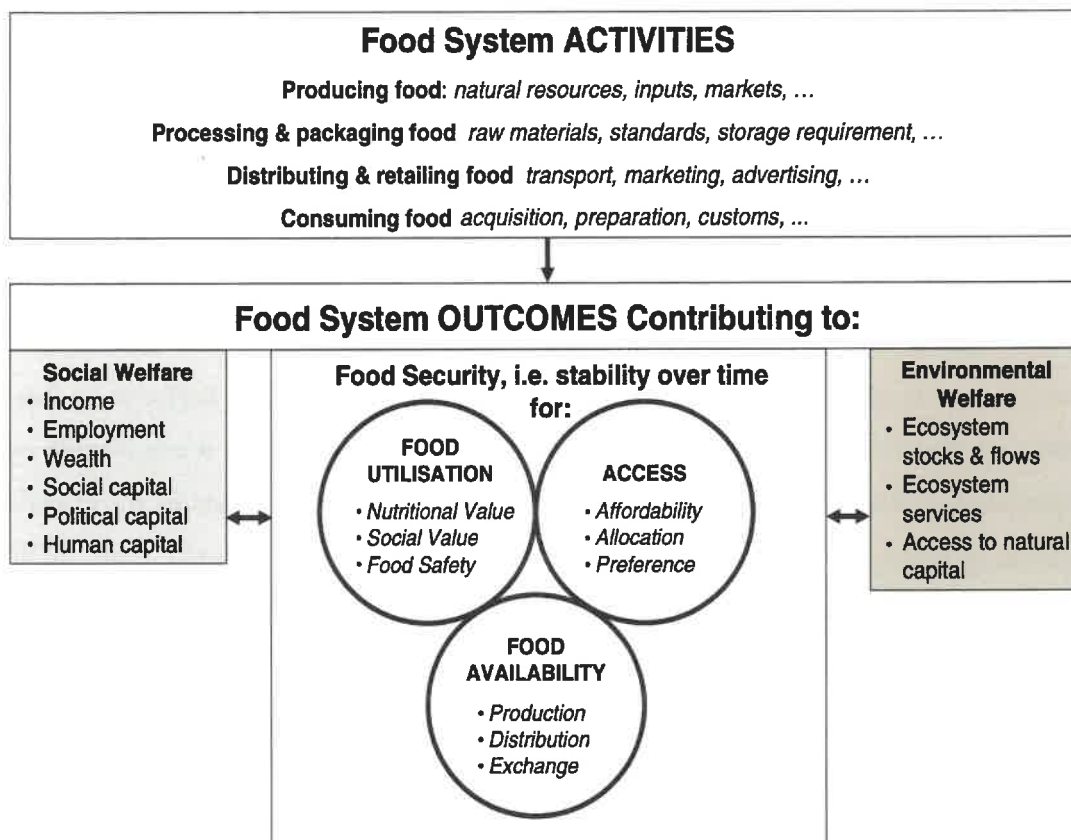 Food System ACTIVITIES
Producing food: natural resources, inputs, markets, ...
Processing & packaging food raw materials, standards, storage requirement, ...
Distributing & retailing food transport, marketing, advertising, ...
Consuming food acquisition, preparation, customs, ...
Food System OUTCOMES Contributing to:
Social Welfare
• Income
• Employment
• Wealth
• Social capital
• Political capital
• Human capital
Food Security, i.e. stability over time
for:
FOOD
UTILISATION
• Nutritional Value
• Social Value
• Food Safety
ACCESS
• Affordability
• Allocation
• Preference
FOOD
AVAILABILITY
• Production
• Distribution
• Exchange
Environmental
Welfare
• Ecosystem
stocks & flows
• Ecosystem
services
• Access to natural
capital